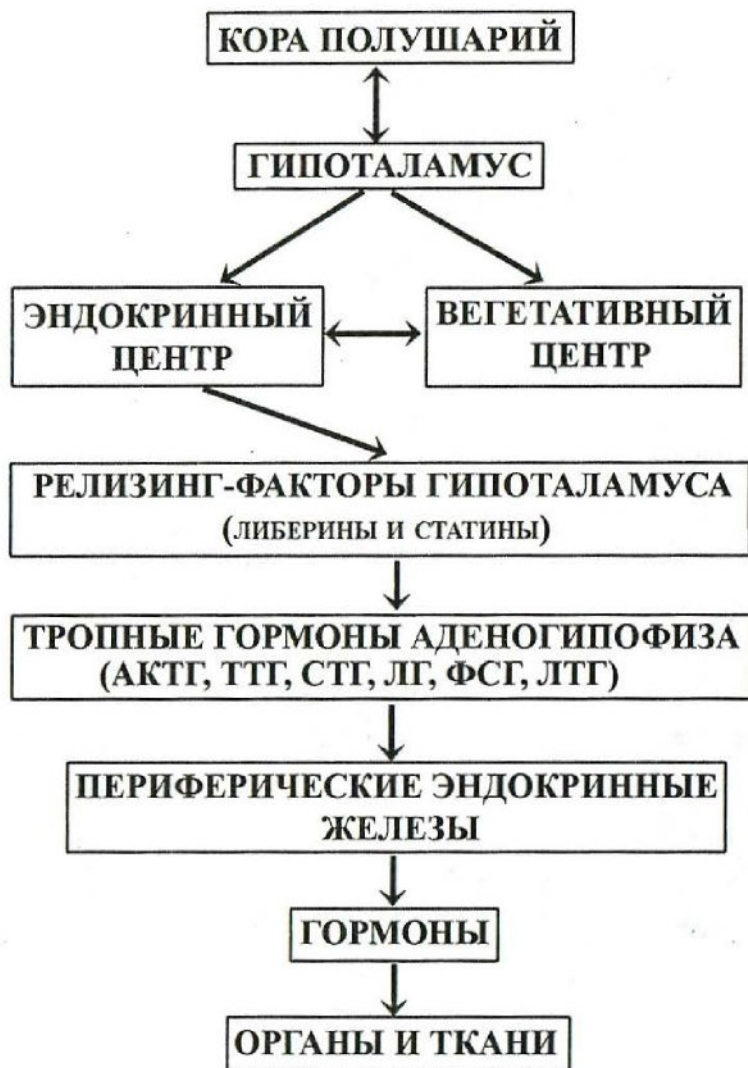 КОРА ПОЛУШАРИЙ
ГИПОТАЛАМУС
ЭНДОКРИННЫЙ
ЦЕНТР
ВЕГЕТАТИВНЫЙ
ЦЕНТР
РЕЛИЗИНГ-ФАКТОРЫ ГИПОТАЛАМУСА
(ЛИБЕРИНЫ И СТАТИНЫ)
ТРОПНЫЕ ГОРМОНЫ АДЕНОГИПОФИЗА
(АКТГ, ТТГ, СТГ, ЛГ, ФСГ, ЛТГ)
ПЕРИФЕРИЧЕСКИЕ ЭНДОКРИННЫЕ
ЖЕЛЕЗЫ
ГОРМОНЫ
ОРГАНЫ И ТКАНИ